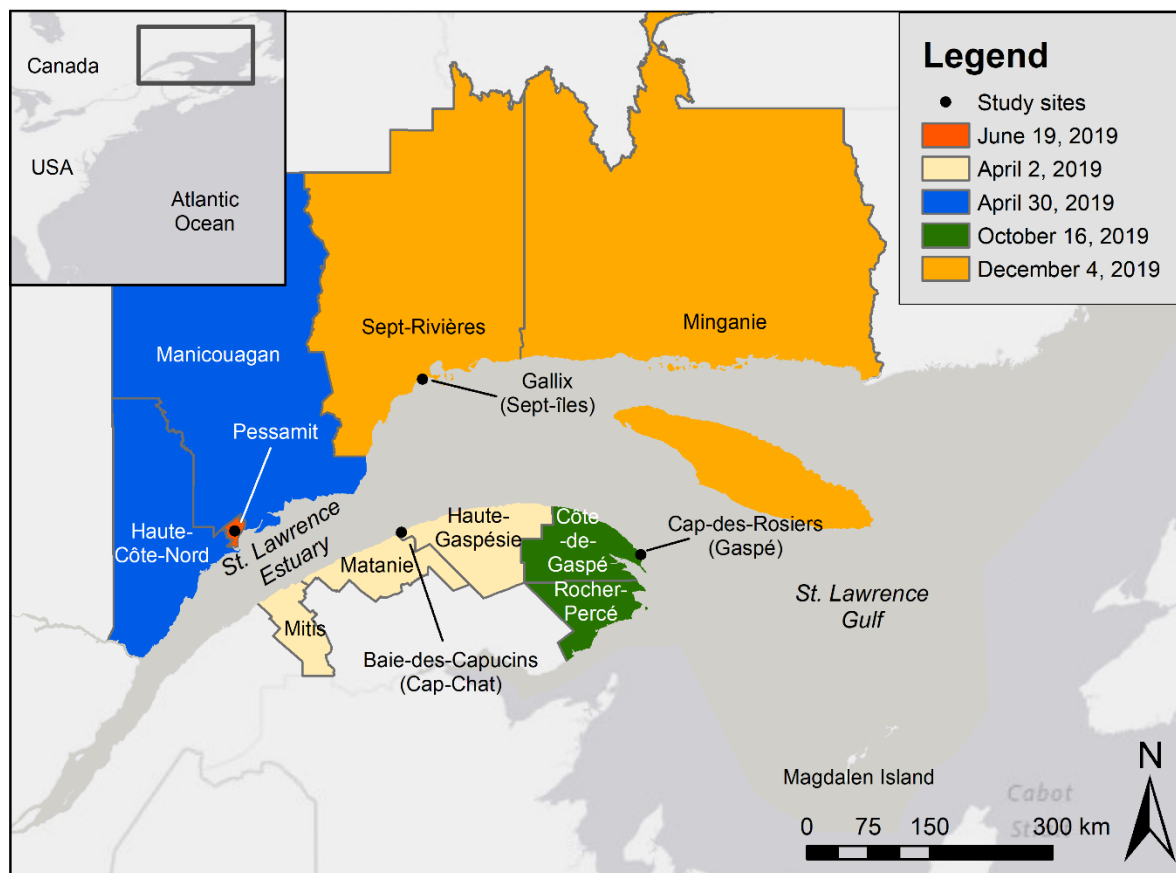 Canada
USA
Atlantic
Ocean
Legend
Study sites
June 19, 2019
April 2, 2019
April 30, 2019
October 16, 2019
December 4, 2019
Sept-Rivières
Minganie
Manicouagan
Gallix
(Sept-îles)
Pessamit
Haute-
Côte-Nord
St. Lawrence
Estuary
Haute-
Gaspésie
Matanie
Mitis
Côte
-de-
Gaspé
Rocher-
Percé
Cap-des-Rosiers
(Gaspé)
St. Lawrence
Gulf
Baie-des-Capucins
(Cap-Chat)
Magdalen Island
Cabot
N
0 75 150 300 km